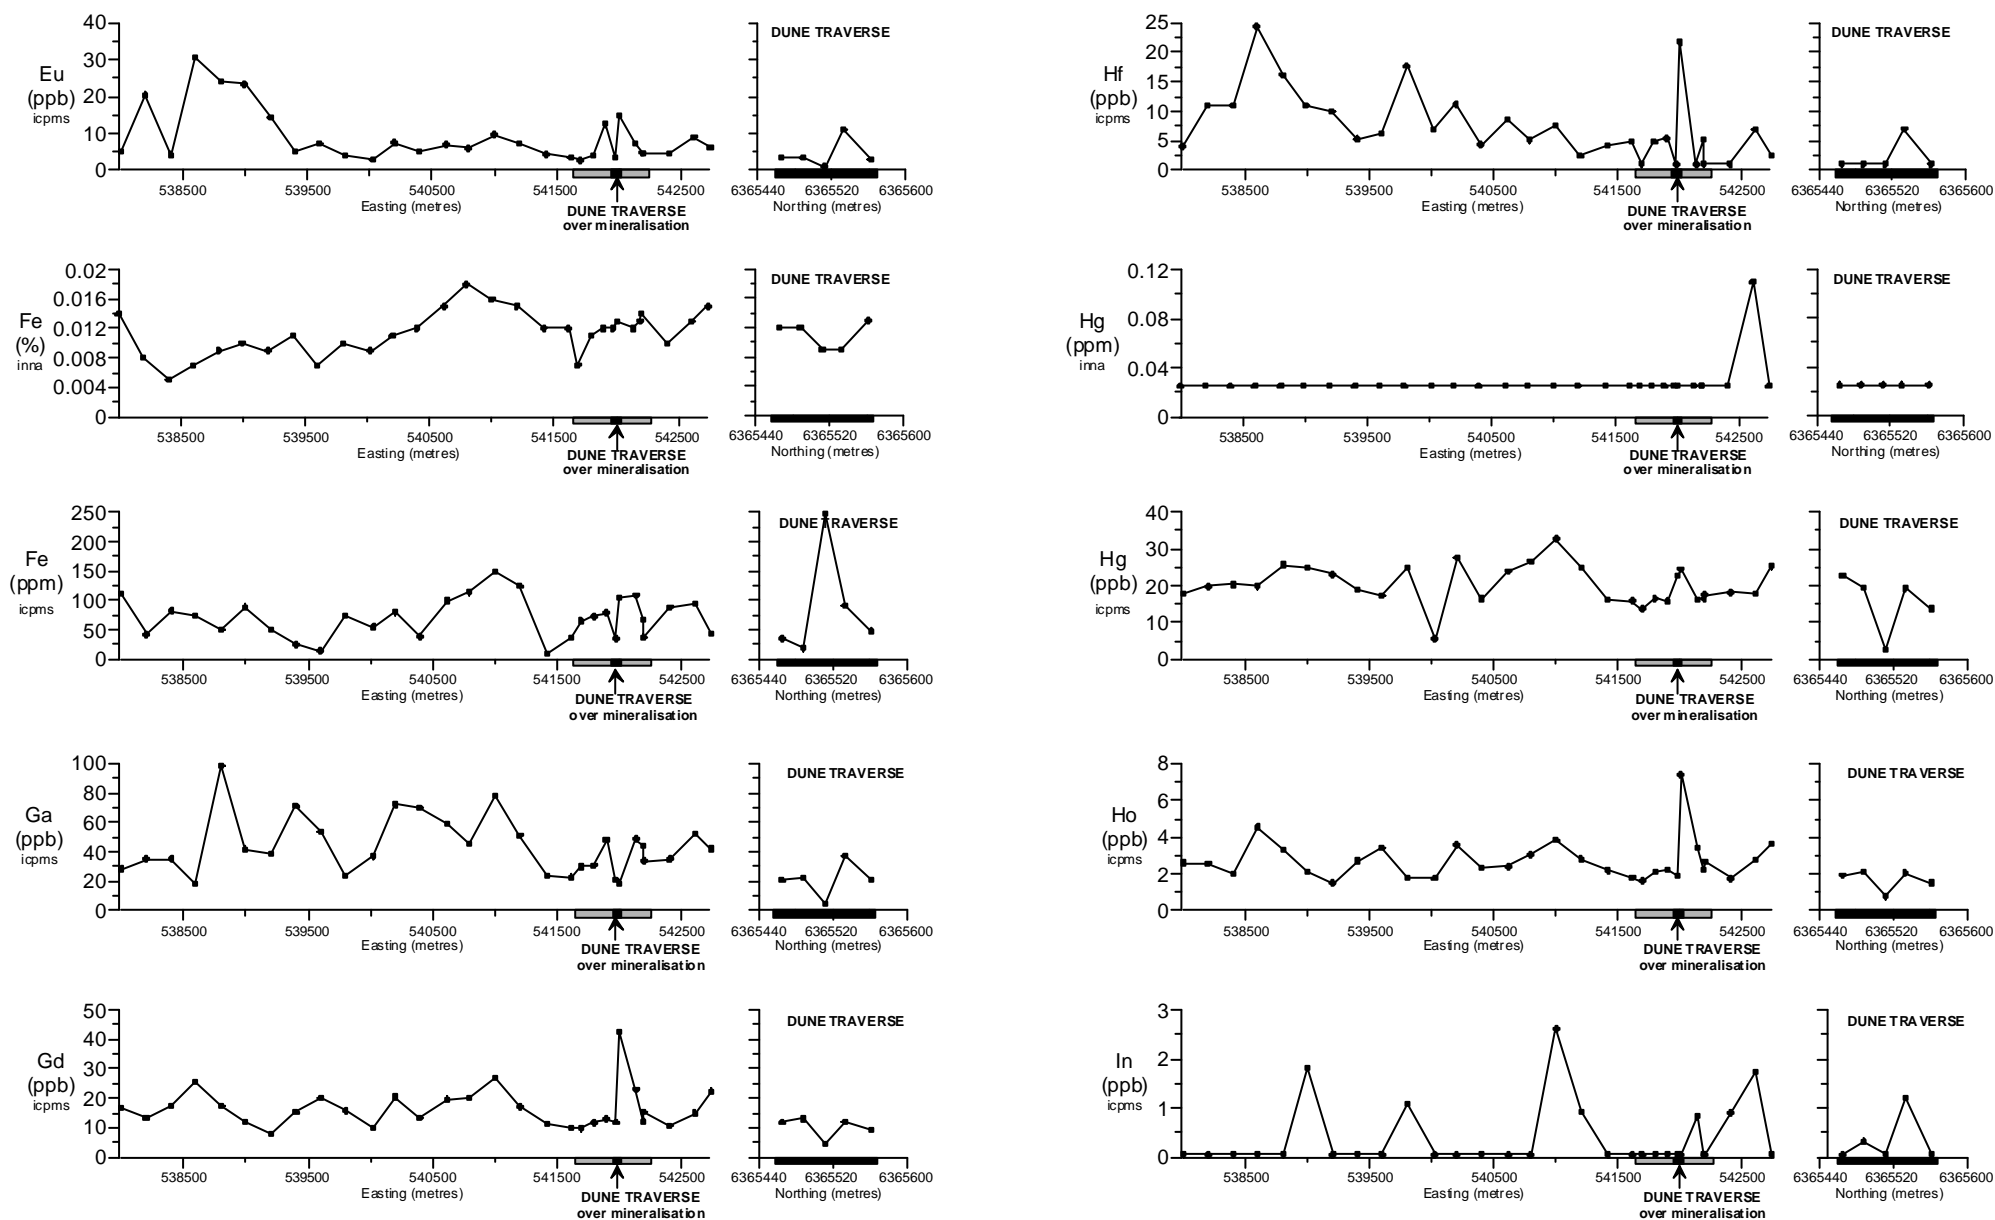 40
30
20
10
0
Eu
(ppb)
icpms
538500 539500 540500 541500 542500
Easting (metres)
DUNE TRAVERSE
over mineralisation
DUNE TRAVERSE
6365440 6365520 6365600
Northing (metres)
0.02
0.016
0.012
0.008
0.004
0
Fe
(%)
inna
538500 539500 540500 541500 542500
Easting (metres)
DUNE TRAVERSE
over mineralisation
DUNE TRAVERSE
6365440 6365520 6365600
Northing (metres)
250
200
150
100
50
0
Fe
(ppm)
icpms
538500 539500 540500 541500 542500
Easting (metres)
DUNE TRAVERSE
over mineralisation
DUNE TRAVERSE
6365440 6365520 6365600
Northing (metres)
100
80
60
40
20
0
Ga
(ppb)
icpms
538500 539500 540500 541500 542500
Easting (metres)
DUNE TRAVERSE
over mineralisation
DUNE TRAVERSE
6365440 6365520 6365600
Northing (metres)
50
40
30
20
10
0
Gd
(ppb)
icpms
538500 539500 540500 541500 542500
Easting (metres)
DUNE TRAVERSE
over mineralisation
DUNE TRAVERSE
6365440 6365520 6365600
Northing (metres)
25
20
15
10
5
0
Hf
(ppb)
icpms
538500 539500 540500 541500 542500
Easting (metres)
DUNE TRAVERSE
over mineralisation
DUNE TRAVERSE
6365440 6365520 6365600
Northing (metres)
0.12
0.08
0.04
0
Hg
(ppm)
inna
538500 539500 540500 541500 542500
Easting (metres)
DUNE TRAVERSE
over mineralisation
DUNE TRAVERSE
6365440 6365520 6365600
Northing (metres)
40
30
20
10
0
Hg
(ppb)
icpms
538500 539500 540500 541500 542500
Easting (metres)
DUNE TRAVERSE
over mineralisation
DUNE TRAVERSE
6365440 6365520 6365600
Northing (metres)
8
6
4
2
0
Ho
(ppb)
icpms
538500 539500 540500 541500 542500
Easting (metres)
DUNE TRAVERSE
over mineralisation
DUNE TRAVERSE
6365440 6365520 6365600
Northing (metres)
3
2
1
0
In
(ppb)
icpms
538500 539500 540500 541500 542500
Easting (metres)
DUNE TRAVERSE
over mineralisation
DUNE TRAVERSE
6365440 6365520 6365600
Northing (metres)